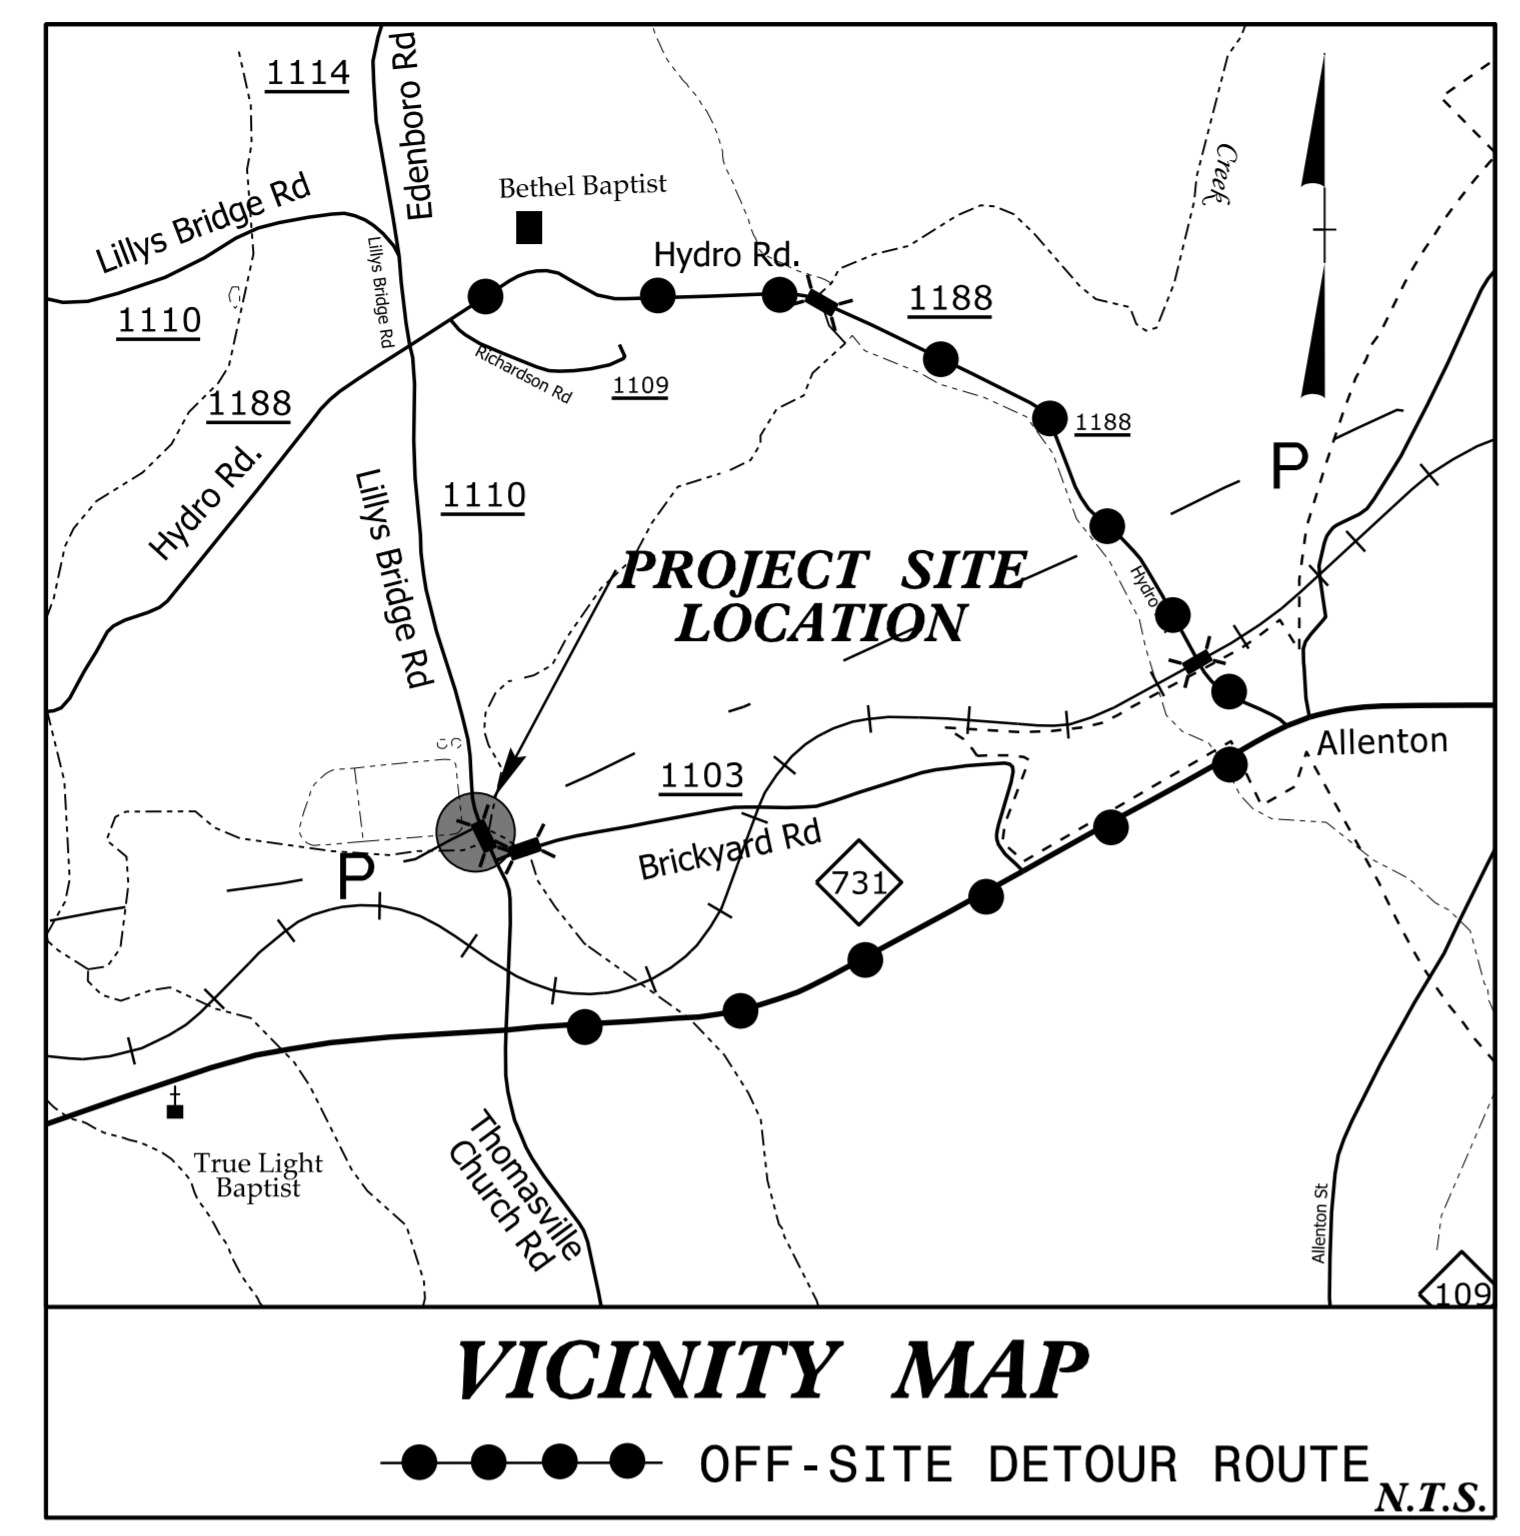 1114
Edenboro Rd
Creek
Bethel Baptist
Lillys Bridge Rd
Lillys Bridge Rd
Hydro Rd.
1188
1110
Richardson Rd
1109
1188
1188
P
Hydro Rd.
Lillys Bridge Rd
1110
PROJECT SITE
LOCATION
Hydro
Allenton
1103
Brickyard Rd
P
731
True Light
Baptist
Thomasville
Church Rd
Allenton St
109
VICINITY MAP
OFF-SITE DETOUR ROUTE
N.T.S.